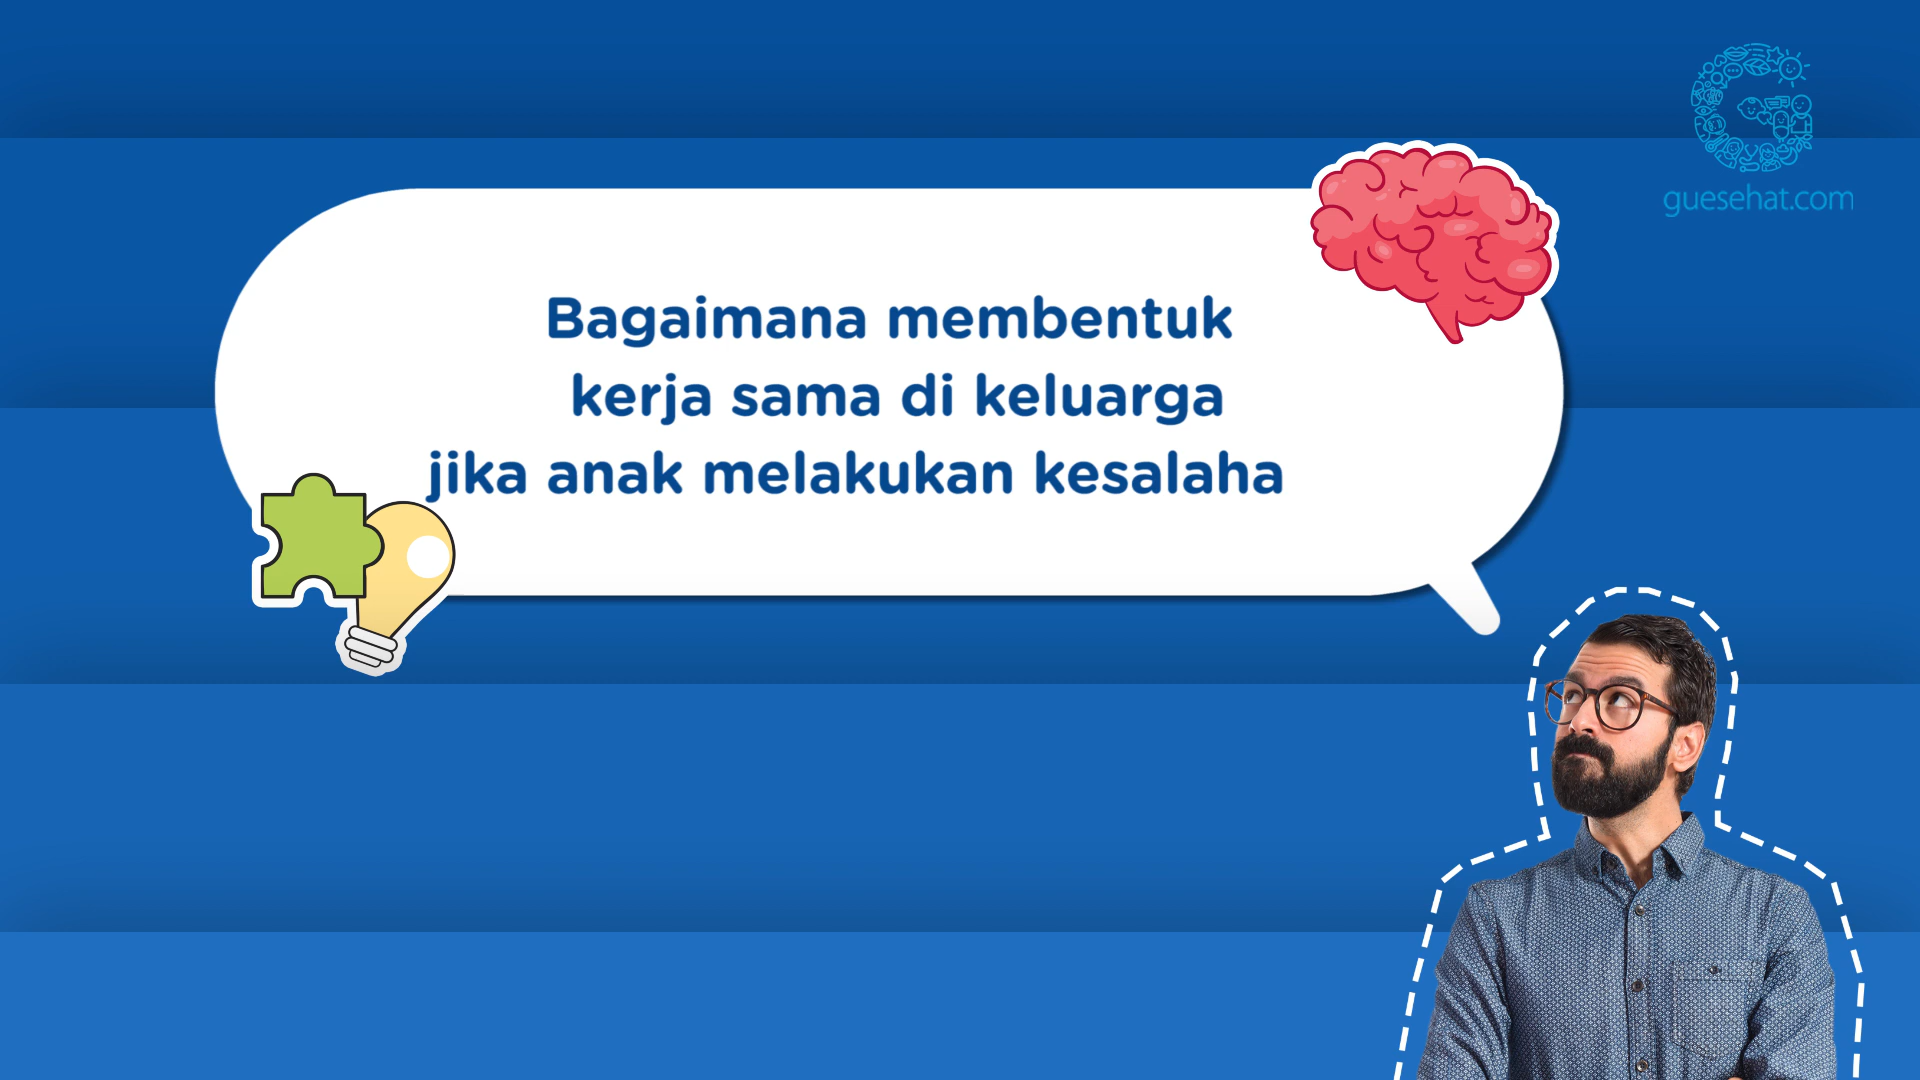 guesehat.com
Bagaimana membentuk
kerja sama di keluarga
jika anak melakukan kesalaha